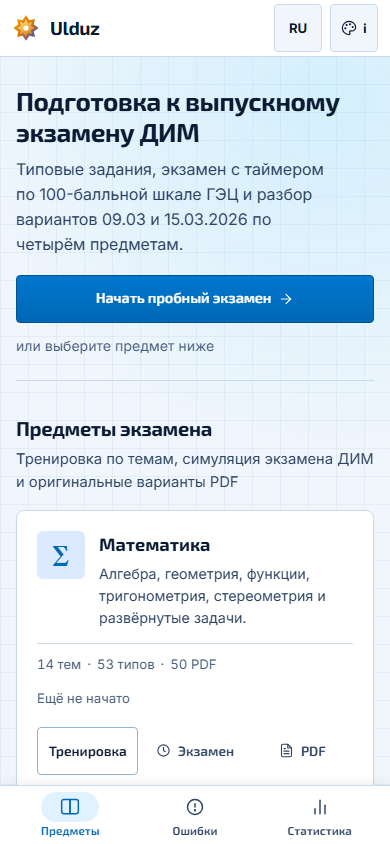 Ulduz
RU
i
Подготовка к выпускному
экзамену ДИМ
Типовые задания, экзамен с таймером
по 100-балльной шкале ГЭЦ и разбор
вариантов 09.03 и 15.03.2026 по
четырём предметам.
Начать пробный экзамен →
или выберите предмет ниже
Предметы экзамена
Тренировка по темам, симуляция экзамена ДИМ
и оригинальные варианты PDF
Σ
Математика
Алгебра, геометрия, функции,
тригонометрия, стереометрия и
развёрнутые задачи.
14 тем · 53 типов · 50 PDF
Ещё не начато
Тренировка
Экзамен
PDF
Предметы
Ошибки
Статистика